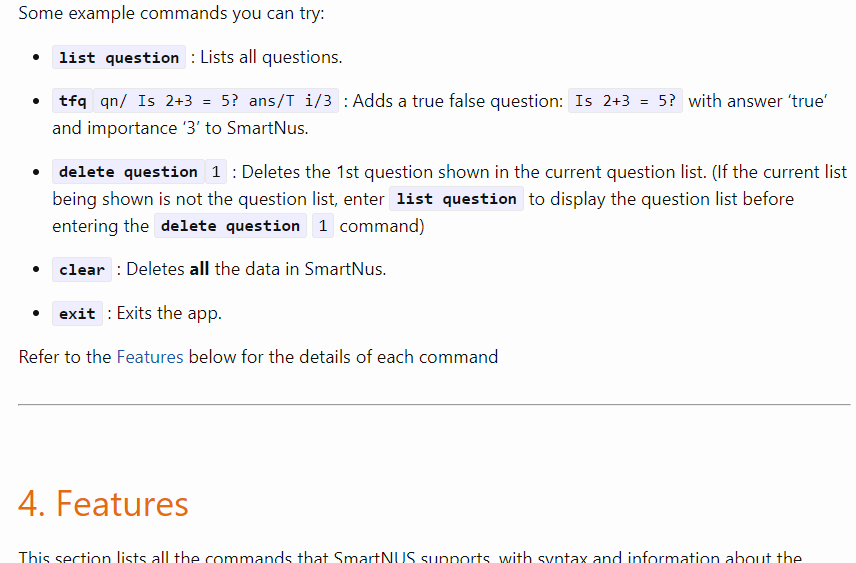 Some example commands you can try:
• list question : Lists all questions.
• tfq qn/ Is 2+3 = 5? ans/T i/3 : Adds a true false question: Is 2+3 = 5? with answer ‘true’
and importance ‘3’ to SmartNus.
• delete question 1 : Deletes the 1st question shown in the current question list. (If the current list
being shown is not the question list, enter list question to display the question list before
entering the delete question 1 command)
• clear : Deletes all the data in SmartNus.
• exit : Exits the app.
Refer to the Features below for the details of each command
4. Features
This section lists all the commands that SmartNUS supports, with syntax and information about the